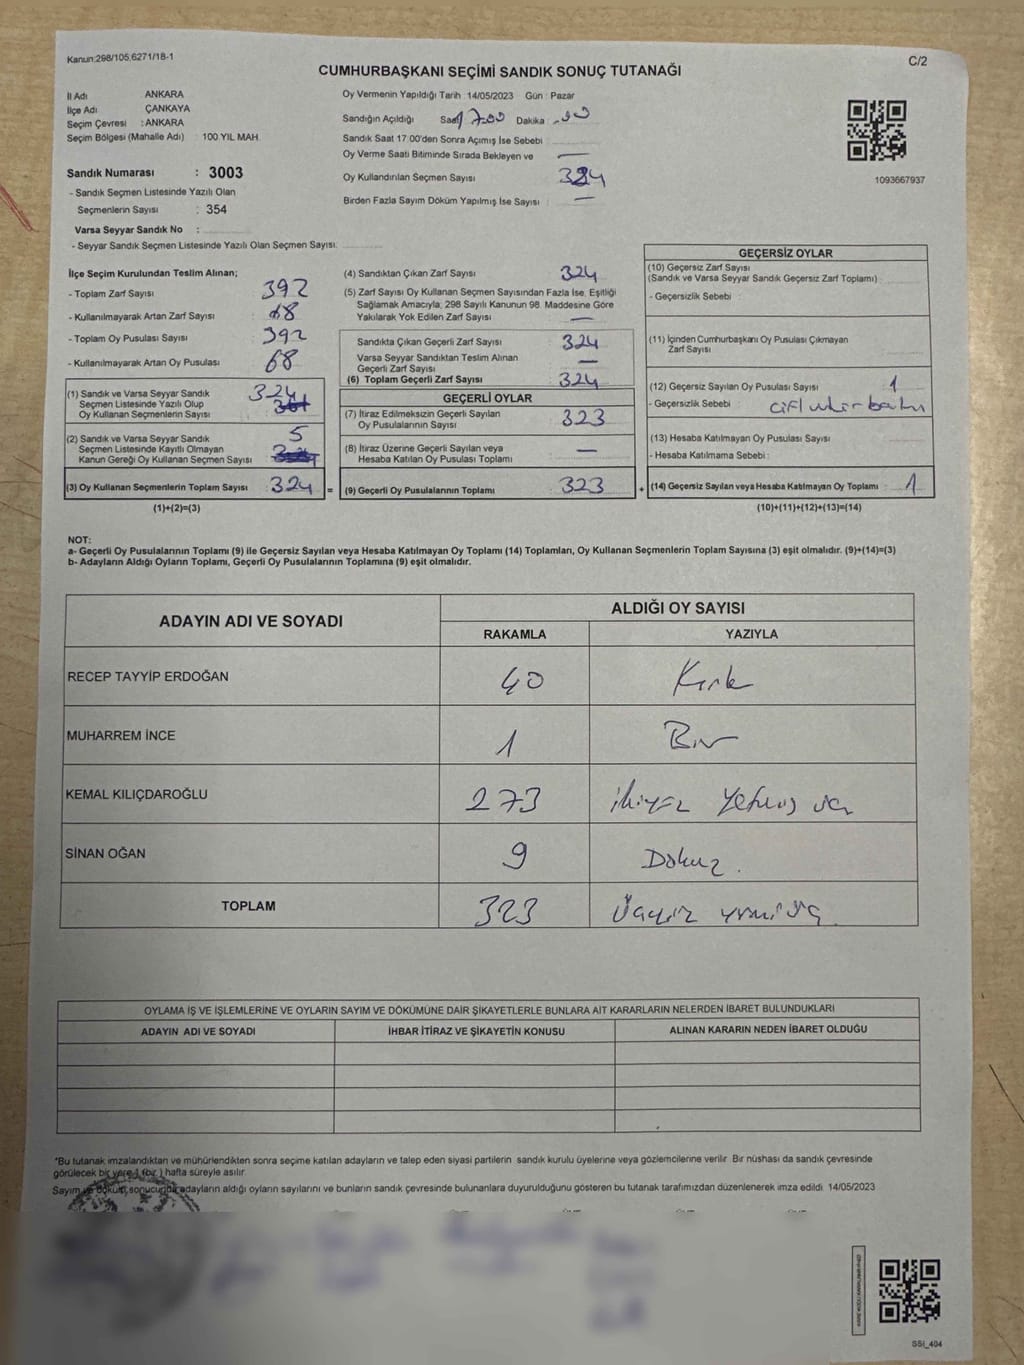 Kanun:298/105;6271/18-1
C/2
CUMHURBAŞKANI SEÇİMİ SANDIK SONUÇ TUTANAĞI
İl Adı ANKARA
İlçe Adı ÇANKAYA
Seçim Çevresi : ANKARA
Seçim Bölgesi (Mahalle Adı) : 100.YIL MAH.
Sandık Numarası : 3003
- Sandık Seçmen Listesinde Yazılı Olan
Seçmenlerin Sayısı : 354
Varsa Seyyar Sandık No :
- Seyyar Sandık Seçmen Listesinde Yazılı Olan Seçmen Sayısı:
Oy Vermenin Yapıldığı Tarih :14/05/2023 Gün : Pazar
Sandığın Açıldığı Saat 17.00 Dakika : 00
Sandık Saat 17:00'den Sonra Açımış İse Sebebi :
Oy Verme Saati Bitiminde Sırada Bekleyen ve —
Oy Kullandırılan Seçmen Sayısı 324
Birden Fazla Sayım Döküm Yapılmış İse Sayısı : —
1093667937
İlçe Seçim Kurulundan Teslim Alınan;
- Toplam Zarf Sayısı 392
- Kullanılmayarak Artan Zarf Sayısı 68
- Toplam Oy Pusulası Sayısı 392
- Kullanılmayarak Artan Oy Pusulası 68
(1) Sandık ve Varsa Seyyar Sandık 324
Seçmen Listesinde Yazılı Olup
Oy Kullanan Seçmenlerin Sayısı
(2) Sandık ve Varsa Seyyar Sandık 5
Seçmen Listesinde Kayıtlı Olmayan
Kanun Gereği Oy Kullanan Seçmen Sayısı
(3) Oy Kullanan Seçmenlerin Toplam Sayısı 324 =
(1)+(2)=(3)
(4) Sandıktan Çıkan Zarf Sayısı 324
(5) Zarf Sayısı Oy Kullanan Seçmen Sayısından Fazla İse, Eşitliği
Sağlamak Amacıyla, 298 Sayılı Kanunun 98. Maddesine Göre
Yakılarak Yok Edilen Zarf Sayısı —
Sandıkta Çıkan Geçerli Zarf Sayısı 324
Varsa Seyyar Sandıktan Teslim Alınan
Geçerli Zarf Sayısı —
(6) Toplam Geçerli Zarf Sayısı 324
GEÇERLİ OYLAR
(7) İtiraz Edilmeksizin Geçerli Sayılan
Oy Pusulalarının Sayısı 323
(8) İtiraz Üzerine Geçerli Sayılan veya
Hesaba Katılan Oy Pusulası Toplamı —
(9) Geçerli Oy Pusulalarının Toplamı 323 +
GEÇERSİZ OYLAR
(10) Geçersiz Zarf Sayısı
(Sandık ve Varsa Seyyar Sandık Geçersiz Zarf Toplamı) :
- Geçersizlik Sebebi :
(11) İçinden Cumhurbaşkanı Oy Pusulası Çıkmayan
Zarf Sayısı
(12) Geçersiz Sayılan Oy Pusulası Sayısı 1
- Geçersizlik Sebebi :
(13) Hesaba Katılmayan Oy Pusulası Sayısı
- Hesaba Katılmama Sebebi :
(14) Geçersiz Sayılan veya Hesaba Katılmayan Oy Toplamı : 1
(10)+(11)+(12)+(13)=(14)
NOT:
a- Geçerli Oy Pusulalarının Toplamı (9) ile Geçersiz Sayılan veya Hesaba Katılmayan Oy Toplamı (14) Toplamları, Oy Kullanan Seçmenlerin Toplam Sayısına (3) eşit olmalıdır. (9)+(14)=(3)
b- Adayların Aldığı Oyların Toplamı, Geçerli Oy Pusulalarının Toplamına (9) eşit olmalıdır.
ADAYIN ADI VE SOYADI ALDIĞI OY SAYISI
RAKAMLA YAZIYLA
RECEP TAYYİP ERDOĞAN 40 Kırk
MUHARREM İNCE 1 Bir
KEMAL KILIÇDAROĞLU 273 ikiyüz yetmiş üç
SİNAN OĞAN 9 Dokuz.
TOPLAM 323 Üçyüz yirmi üç
OYLAMA İŞ VE İŞLEMLERİNE VE OYLARIN SAYIM VE DÖKÜMÜNE DAİR ŞİKAYETLERLE BUNLARA AİT KARARLARIN NELERDEN İBARET BULUNDUKLARI
ADAYIN ADI VE SOYADI İHBAR İTİRAZ VE ŞİKAYETİN KONUSU ALINAN KARARIN NEDEN İBARET OLDUĞU
*Bu tutanak imzalandıktan ve mühürlendikten sonra seçime katılan adayların ve talep eden siyasi partilerin sandık kurulu üyelerine veya gözlemcilerine verilir. Bir nüshası da sandık çevresinde
görülecek bir yere 1 (bir ) hafta süreyle asılır.
Sayım ve döküm sonucunda adayların aldığı oyların sayılarını ve bunların sandık çevresinde bulunanlara duyurulduğunu gösteren bu tutanak tarafımızdan düzenlenerek imza edildi. 14/05/2023
SSİ_404